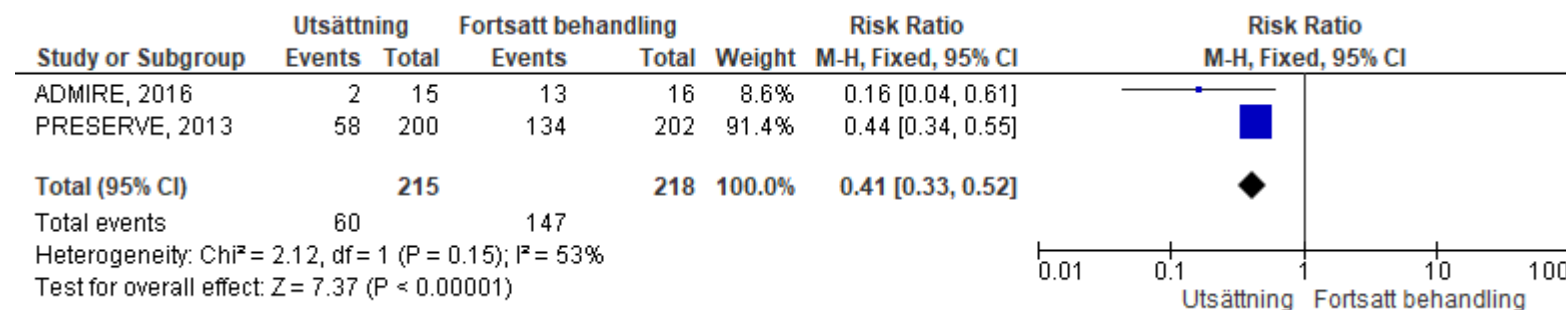 Utsättning Fortsatt behandling Risk Ratio Risk Ratio
Study or Subgroup Events Total Events Total Weight M-H, Fixed, 95% CI M-H, Fixed, 95% CI
ADMIRE, 2016 2 15 13 16 8.6% 0.16 [0.04, 0.61]
PRESERVE, 2013 58 200 134 202 91.4% 0.44 [0.34, 0.55]
Total (95% CI) 215 218 100.0% 0.41 [0.33, 0.52]
Total events 60 147
Heterogeneity: Chi² = 2.12, df = 1 (P = 0.15); I² = 53%
Test for overall effect: Z = 7.37 (P < 0.00001)
0.01 0.1 1 10 100
Utsättning Fortsatt behandling